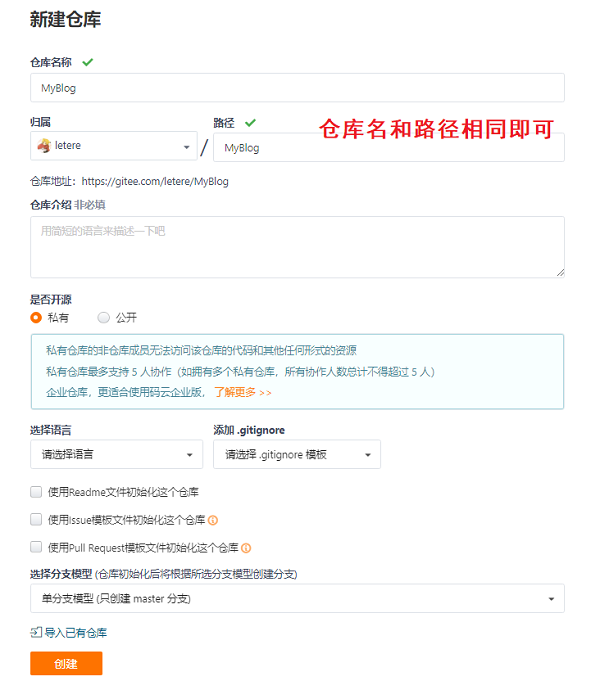 新建仓库
仓库名称
MyBlog
归属
路径
仓库名和路径相同即可
letere
/
MyBlog
仓库地址：https://gitee.com/letere/MyBlog
仓库介绍 非必填
用简短的语言来描述一下吧
是否开源
私有
公开
私有仓库的非仓库成员无法访问该仓库的代码和其他任何形式的资源
私有仓库最多支持 5 人协作（如拥有多个私有仓库，所有协作人数总计不得超过 5 人）
企业仓库，更适合使用码云企业版， 了解更多 >>
选择语言
添加 .gitignore
请选择语言
请选择 .gitignore 模板
使用Readme文件初始化这个仓库
使用Issue模板文件初始化这个仓库
使用Pull Request模板文件初始化这个仓库
选择分支模型 (仓库初始化后将根据所选分支模型创建分支)
单分支模型 (只创建 master 分支)
导入已有仓库
创建